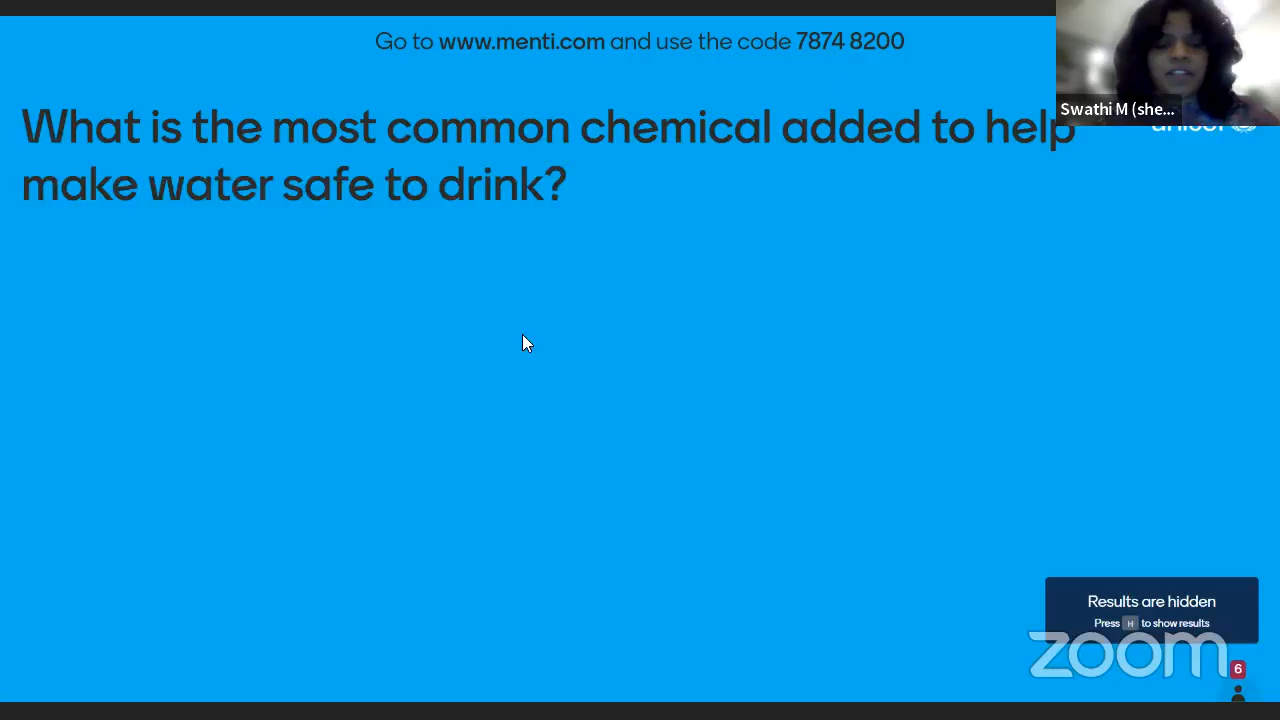 Go to www.menti.com and use the code 7874 8200
Swathi M (she...
What is the most common chemical added to help
make water safe to drink?
unicef
Results are hidden
Press H to show results
zoom
6